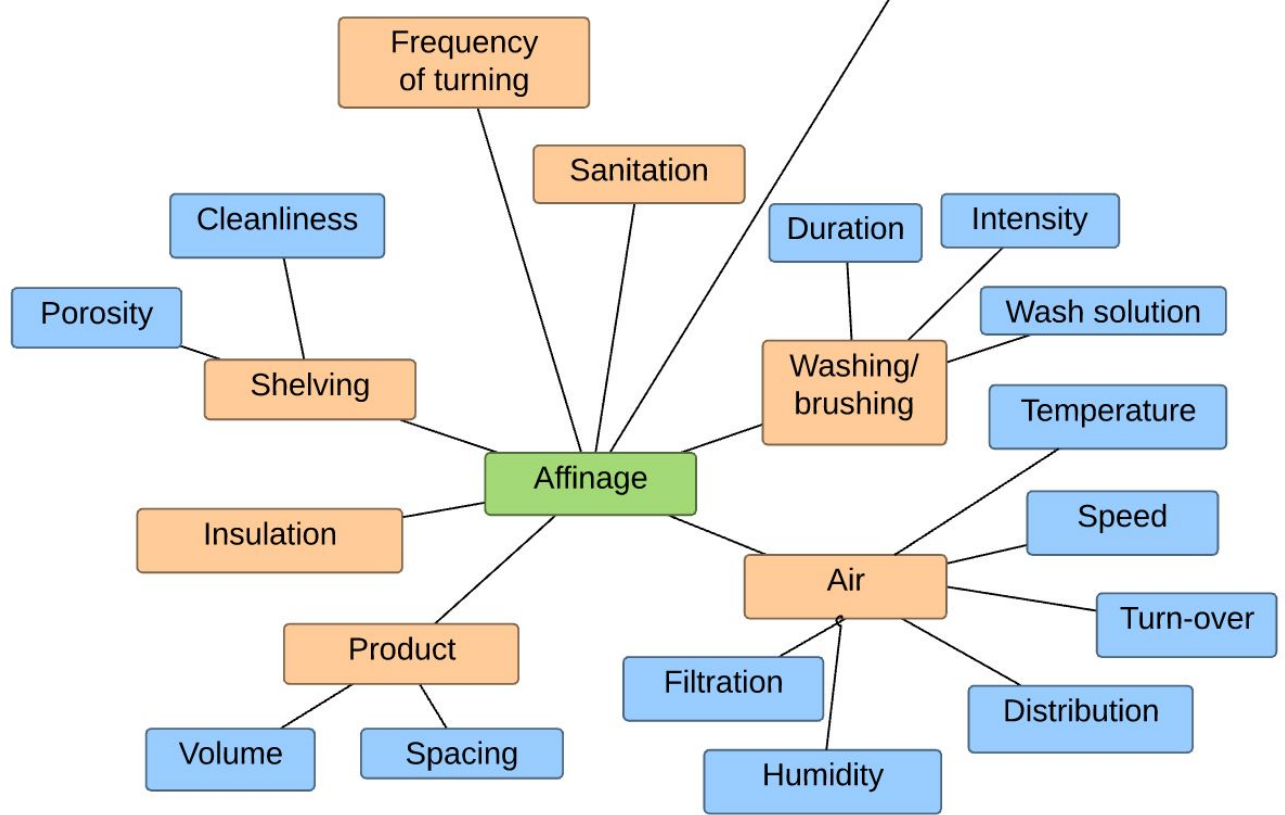 Frequency
of turning
Sanitation
Cleanliness
Duration
Intensity
Porosity
Wash solution
Shelving
Washing/
brushing
Temperature
Affinage
Insulation
Speed
Air
Turn-over
Product
Filtration
Distribution
Volume
Spacing
Humidity